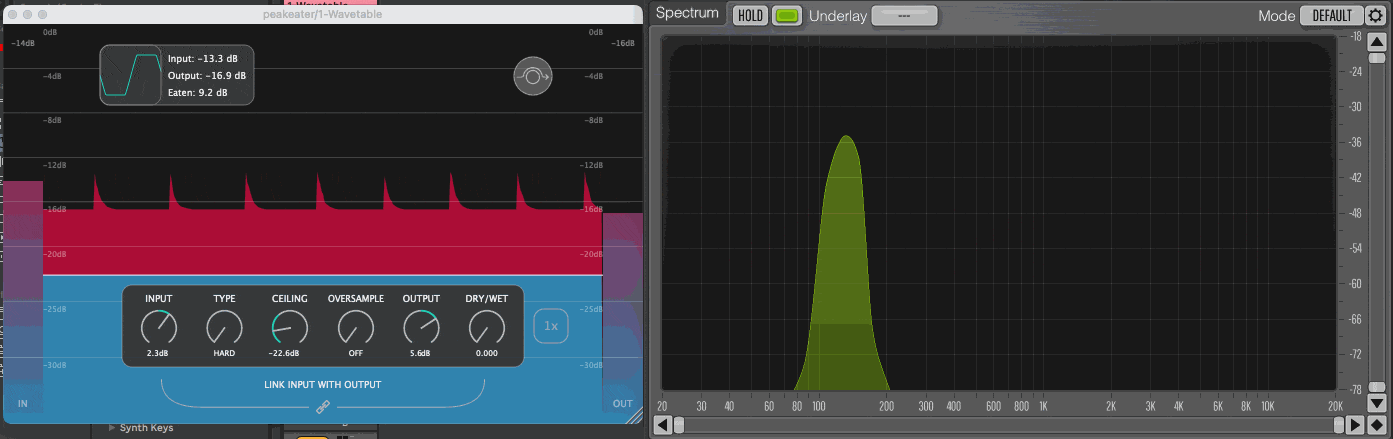 peakeater/1-Wavetable
0dB
0dB
-14dB
-16dB
Input: -13.3 dB
Output: -16.9 dB
Eaten: 9.2 dB
-4dB
-4dB
-8dB
-8dB
-12dB
-12dB
-16dB
-16dB
-20dB
-20dB
-25dB
-25dB
-30dB
-30dB
INPUT TYPE CEILING OVERSAMPLE OUTPUT DRY/WET
1x
2.3dB HARD -22.6dB OFF 5.6dB 0.000
LINK INPUT WITH OUTPUT
IN
OUT
Synth Keys
Spectrum HOLD Underlay --- Mode DEFAULT
-18
-24
-30
-36
-42
-48
-54
-60
-66
-72
-78
20 30 40 60 80 100 200 300 400 600 800 1K 2K 3K 4K 6K 8K 10K 20K